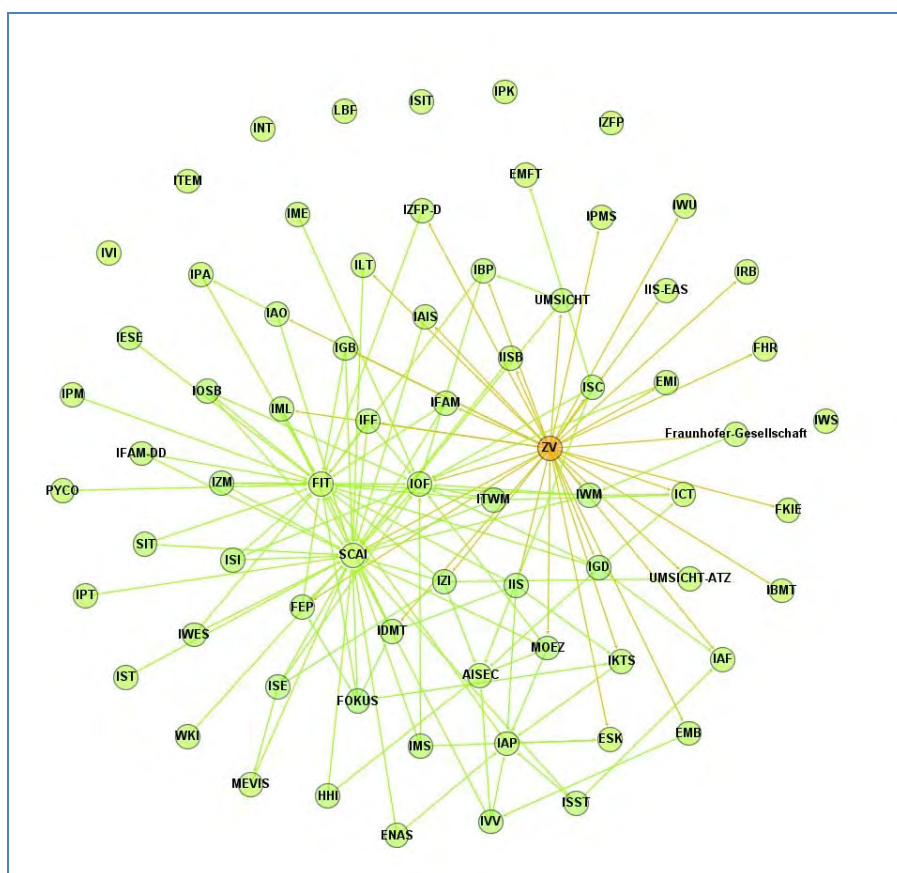 IPK
ISIT
LBF
IZFP
INT
EMFT
ITEM
IWU
IZFP-D
IME
IPMS
IVI
ILT
IBP
IRB
IPA
IIS-EAS
UMSICHT
IAO
IAIS
IESE
IGB
FHR
IISB
EMI
ISC
IOSB
IPM
IFAM
IML
IFF
IWS
Fraunhofer-Gesellschaft
ZV
IFAM-DD
IZM
FIT
IOF
PYCO
IWM
ICT
ITWM
FKIE
SIT
SCAI
ISI
IGD
UMSICHT-ATZ
IZI
IIS
IBMT
IPT
FEP
IDMT
IWES
MOEZ
IKTS
IAF
IST
AISEC
ISE
FOKUS
EMB
WKI
ESK
IAP
IMS
MEVIS
HHI
ISST
IVV
ENAS